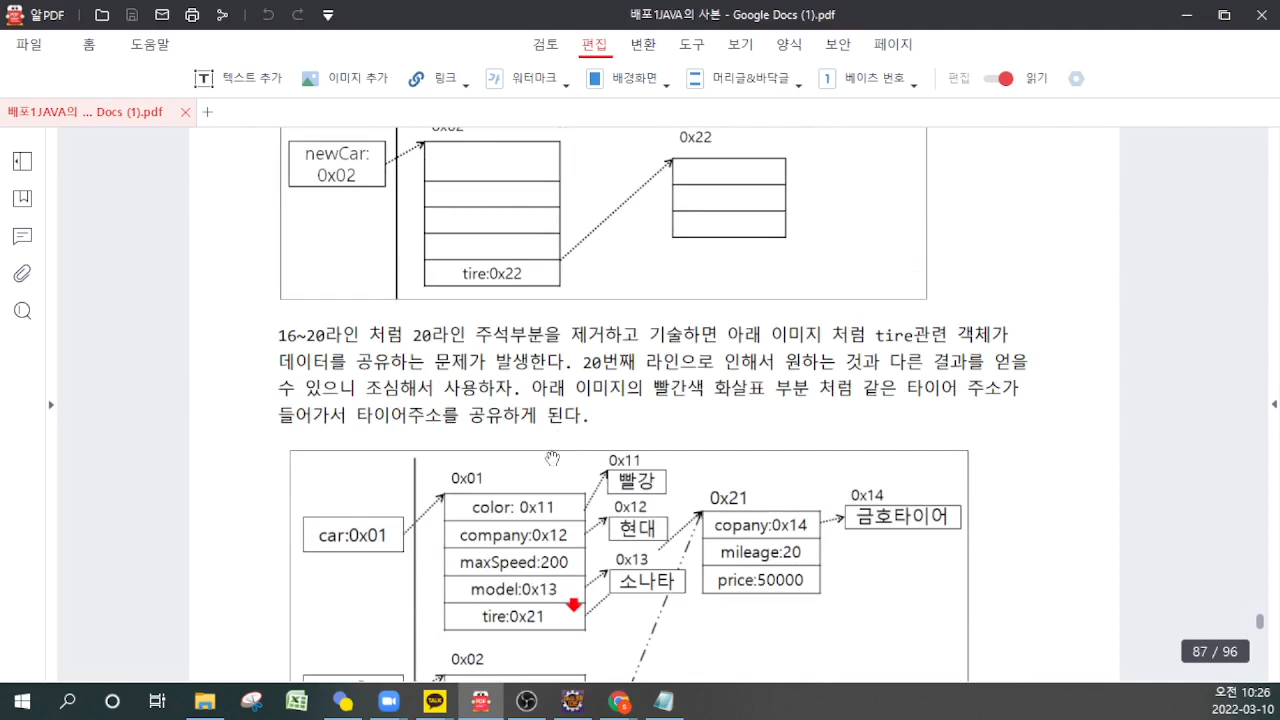 알PDF
배포1JAVA의 사본 - Google Docs (1).pdf
파일 홈 도움말 검토 편집 변환 도구 보기 양식 보안 페이지
텍스트 추가 이미지 추가 링크 워터마크 배경화면 머리글&바닥글 베이츠 번호 편집 읽기
배포1JAVA의 ... Docs (1).pdf
0x02
0x22
newCar:
0x02
tire:0x22
16~20라인 처럼 20라인 주석부분을 제거하고 기술하면 아래 이미지 처럼 tire관련 객체가
데이터를 공유하는 문제가 발생한다. 20번째 라인으로 인해서 원하는 것과 다른 결과를 얻을
수 있으니 조심해서 사용하자. 아래 이미지의 빨간색 화살표 부분 처럼 같은 타이어 주소가
들어가서 타이어주소를 공유하게 된다.
0x01
0x11
빨강
color: 0x11
0x12
현대
company:0x12
car:0x01
maxSpeed:200
0x13
소나타
model:0x13
tire:0x21
0x21
copany:0x14
mileage:20
price:50000
0x14
금호타이어
0x02
87 / 96
TALK
오전 10:26
2022-03-10